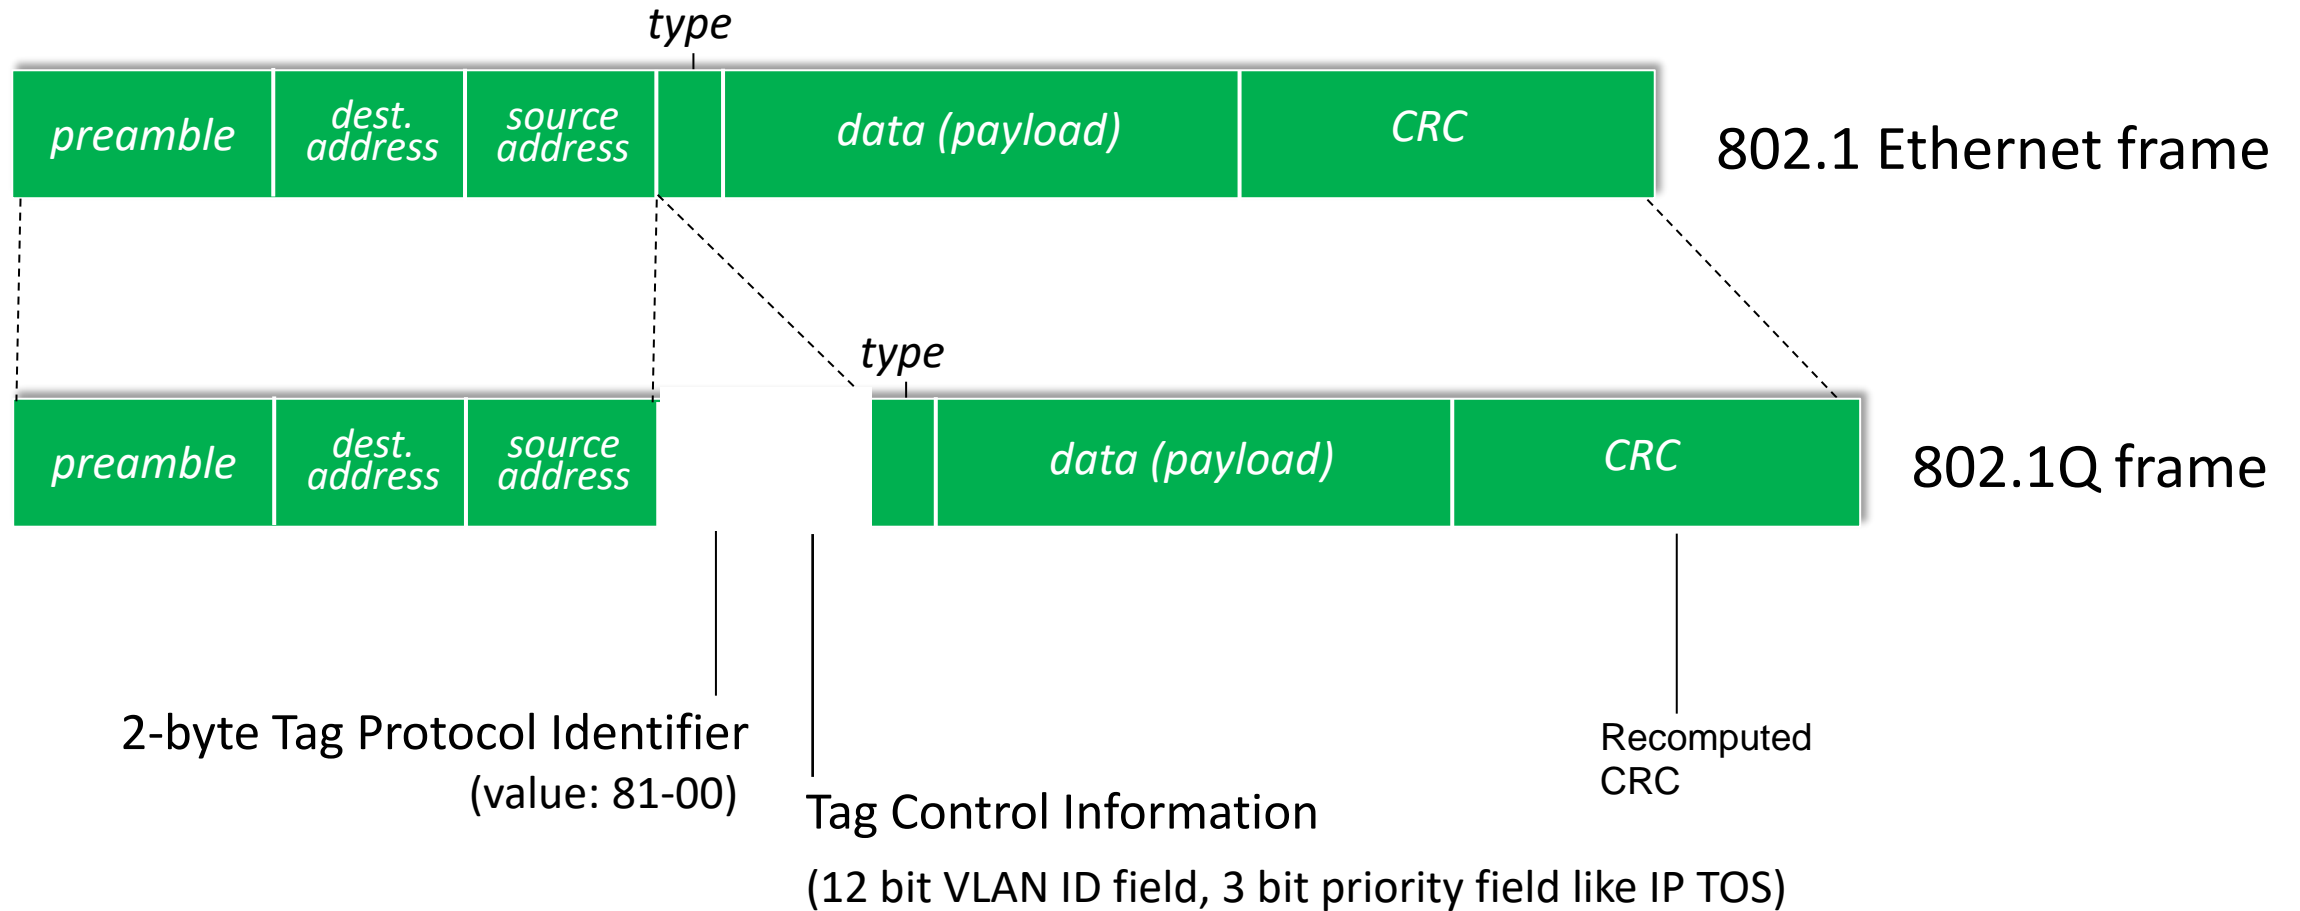 type
preamble
dest.
address
source
address
data (payload)
CRC
802.1 Ethernet frame
type
preamble
dest.
address
source
address
data (payload)
CRC
802.1Q frame
2-byte Tag Protocol Identifier
(value: 81-00)
Tag Control Information
(12 bit VLAN ID field, 3 bit priority field like IP TOS)
Recomputed
CRC